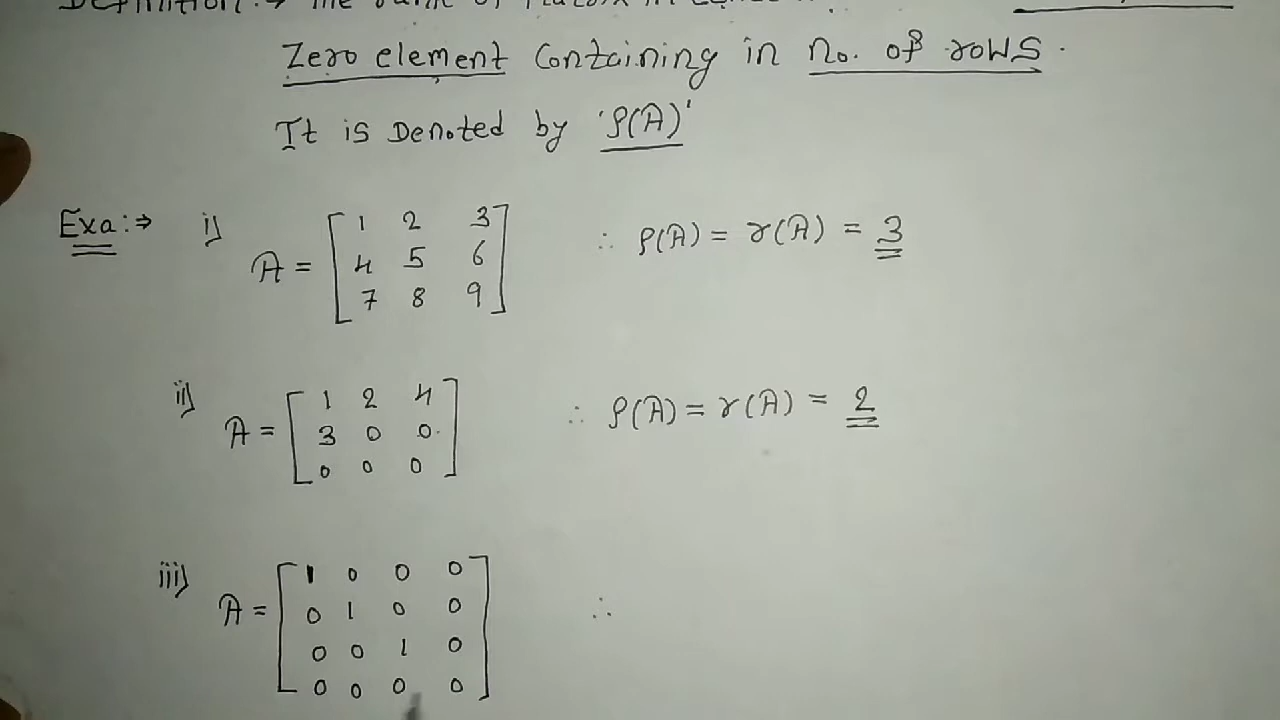 Definition :⇒ The
Zero element containing in no. of rows.
It is Denoted by 'ρ(A)'
Exa:⇒ i) A = [1 2 3 ∴ ρ(A) = r(A) = 3
4 5 6
7 8 9]
ii) A = [1 2 4 ∴ ρ(A) = r(A) = 2
3 0 0
0 0 0]
iii) A = [1 0 0 0 ∴
0 1 0 0
0 0 1 0
0 0 0 0]